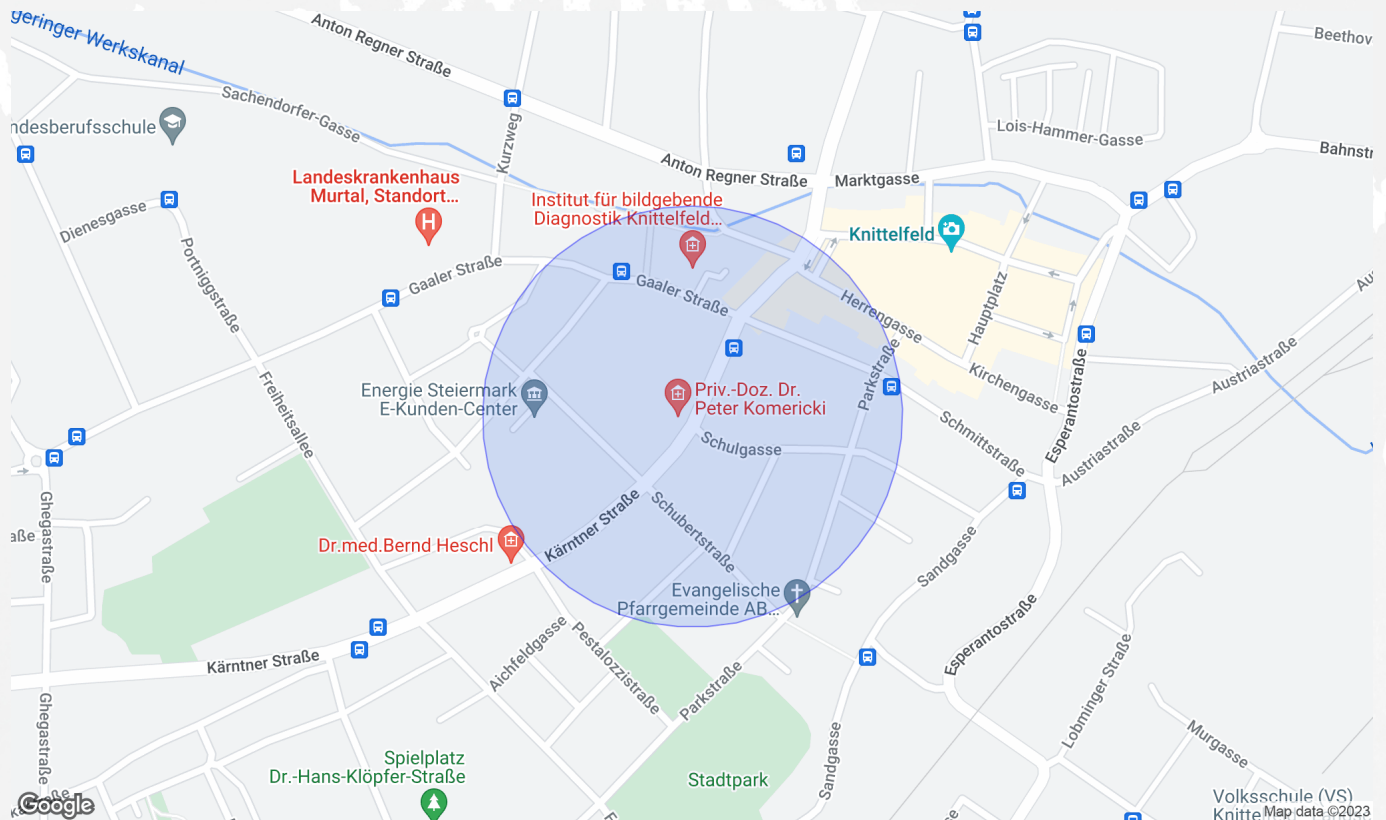 geringer Werkskanal
Anton Regner Straße
Beethov
Sachendorfer-Gasse
Kurzweg
Lois-Hammer-Gasse
ndesberufsschule
Bahnstr
Anton Regner Straße
Marktgasse
Landeskrankenhaus
Murtal, Standort...
Institut für bildgebende
Diagnostik Knittelfeld...
Dienesgasse
Knittelfeld
Portniggstraße
Gaaler Straße
Gaaler Straße
Herrengasse
Hauptplatz
Au
Austriastraße
Parkstraße
Kirchengasse
Esperantostraße
Energie Steiermark
E-Kunden-Center
Priv.-Doz. Dr.
Peter Komericki
Freiheitsallee
Schulgasse
Schmittstraße
Austriastraße
Ghegastraße
aße
Kärntner Straße
Schubertstraße
Dr.med.Bernd Heschl
Sandgasse
Evangelische
Pfarrgemeinde AB...
Esperantostraße
Kärntner Straße
Aichfeldgasse
Pestalozzistraße
Parkstraße
Lobminger Straße
Ghegastraße
Murgasse
Sandgasse
Spielplatz
Dr.-Hans-Klöpfer-Straße
Stadtpark
Volksschule (VS)
Knittelfeld
Google
Map data ©2023